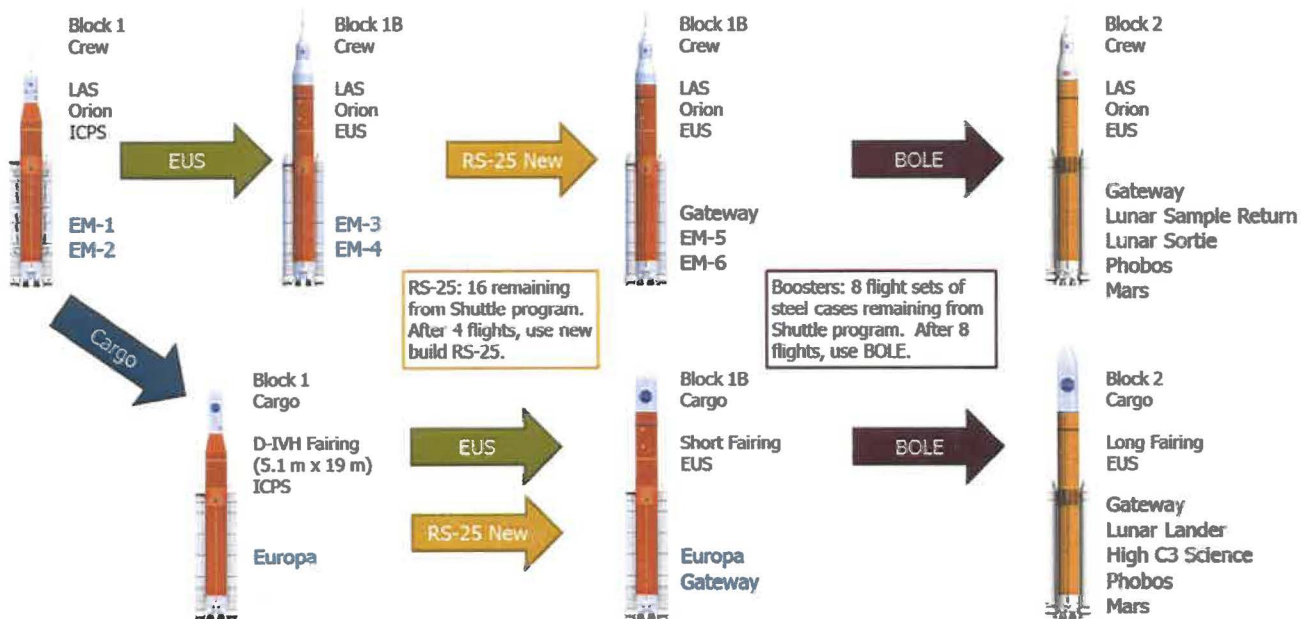 Block 1
Crew
LAS
Orion
ICPS
EM-1
EM-2
EUS
Block 1B
Crew
LAS
Orion
EUS
EM-3
EM-4
RS-25 New
RS-25: 16 remaining
from Shuttle program.
After 4 flights, use new
build RS-25.
Block 1B
Crew
LAS
Orion
EUS
Gateway
EM-5
EM-6
BOLE
Boosters: 8 flight sets of
steel cases remaining from
Shuttle program. After 8
flights, use BOLE.
Block 2
Crew
LAS
Orion
EUS
Gateway
Lunar Sample Return
Lunar Sortie
Phobos
Mars
Cargo
Block 1
Cargo
D-IVH Fairing
(5.1 m x 19 m)
ICPS
Europa
EUS
RS-25 New
Block 1B
Cargo
Short Fairing
EUS
Europa
Gateway
BOLE
Block 2
Cargo
Long Fairing
EUS
Gateway
Lunar Lander
High C3 Science
Phobos
Mars